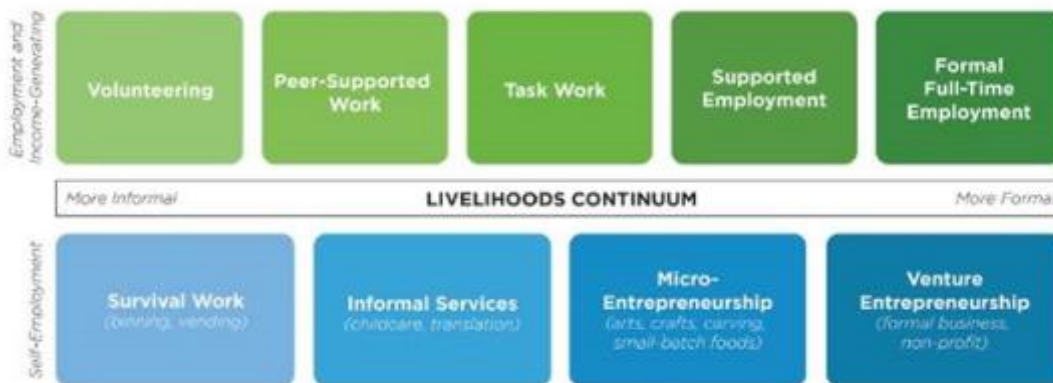 Employment and
Income-Generating
Volunteering
Peer-Supported
Work
Task Work
Supported
Employment
Formal
Full-Time
Employment
More Informal
LIVELIHOODS CONTINUUM
More Formal
Self-Employment
Survival Work
(binning, vending)
Informal Services
(childcare, translation)
Micro-
Entrepreneurship
(arts, crafts, carving,
small-batch foods)
Venture
Entrepreneurship
(formal business,
non-profit)